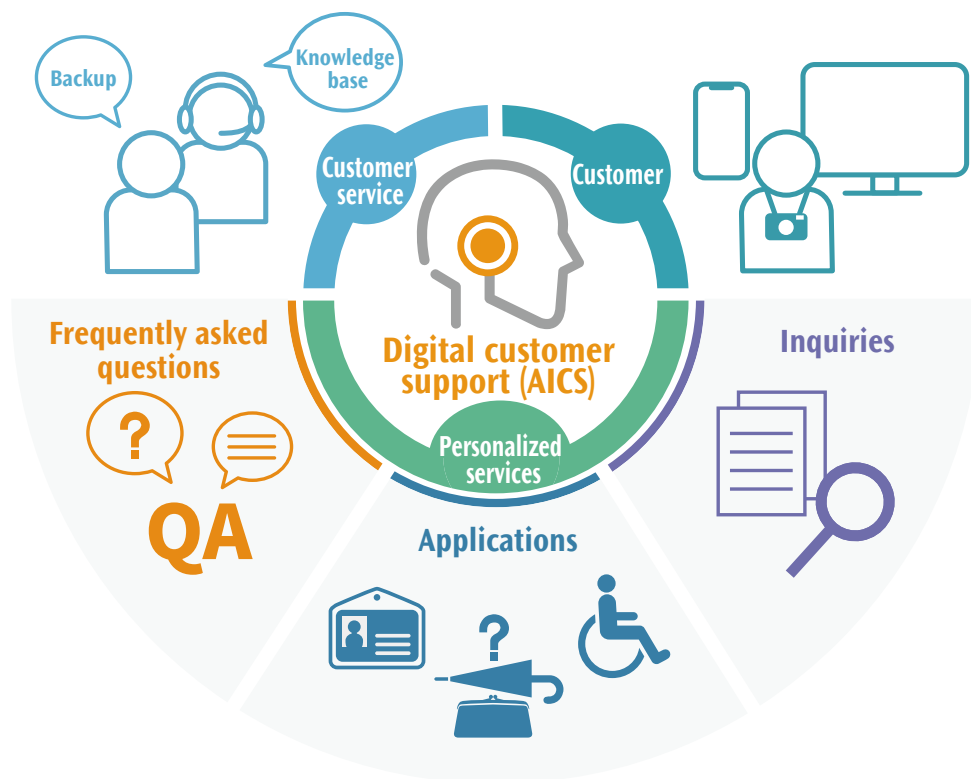 Backup
Knowledge
base
Customer
service
Customer
Digital customer
support (AICS)
Personalized
services
Frequently asked
questions
?
QA
Applications
?
Inquiries